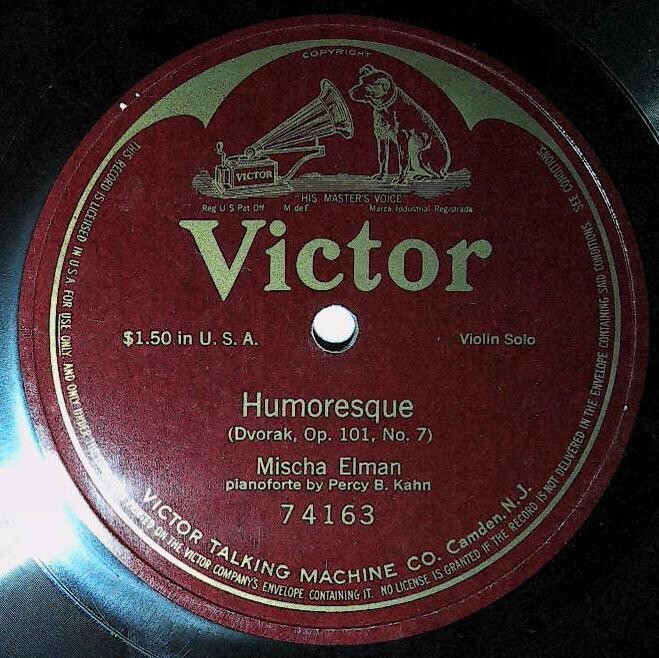 COPYRIGHT
VICTOR
"HIS MASTER'S VOICE"
Reg U S Pat Off M de F Marca Industrial Registrada
Victor
$1.50 in U. S. A. Violin Solo
Humoresque
(Dvorak, Op. 101, No. 7)
Mischa Elman
pianoforte by Percy B. Kahn
74163
VICTOR TALKING MACHINE CO. Camden, N. J.
THIS RECORD IS LICENSED IN U.S.A. FOR USE ONLY, AND ONLY UNDER
ON THE VICTOR COMPANY'S ENVELOPE CONTAINING IT. NO LICENSE IS GRANTED IF THE RECORD IS NOT DELIVERED IN THE ENVELOPE CONTAINING SAID CONDITIONS. SEE CONDITIONS